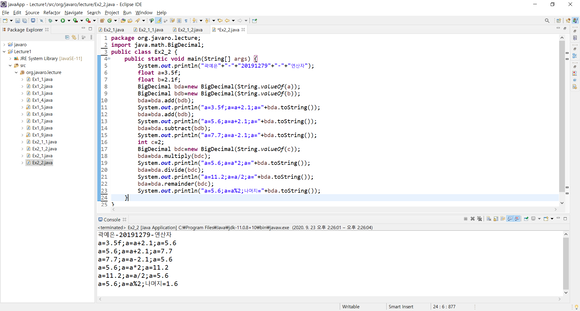 javaApp - Lecture1/src/org/javaro/lecture/Ex2_2.java - Eclipse IDE
File Edit Source Refactor Navigate Search Project Run Window Help
Package Explorer
Ex1_1.java Ex2_1_1.java Ex2_1.java *Ex2_2.java
javaro
Lecture1
JRE System Library [JavaSE-11]
src
org.javaro.lecture
Ex1_1.java
Ex1_2.java
Ex1_3.java
Ex1_4.java
Ex1_5.java
Ex1_6.java
Ex1_7.java
Ex1_8.java
Ex1_9.java
Ex2_1_1.java
Ex2_1.java
Ex2_2.java
1 package org.javaro.lecture;
2 import java.math.BigDecimal;
3 public class Ex2_2 {
4 public static void main(String[] args) {
5 System.out.println("곽예은"+"-"+"20191279"+"-"+"연산자");
6 float a=3.5f;
7 float b=2.1f;
8 BigDecimal bda=new BigDecimal(String.valueOf(a));
9 BigDecimal bdb=new BigDecimal(String.valueOf(b));
10 bda=bda.add(bdb);
11 System.out.println("a=3.5f;a=a+2.1;a="+bda.toString());
12 bda=bda.add(bdb);
13 System.out.println("a=5.6;a=a+2.1;a="+bda.toString());
14 bda=bda.subtract(bdb);
15 System.out.println("a=7.7;a=a-2.1;a="+bda.toString());
16 int c=2;
17 BigDecimal bdc=new BigDecimal(String.valueOf(c));
18 bda=bda.multiply(bdc);
19 System.out.println("a=5.6;a=a*2;a="+bda.toString());
20 bda=bda.divide(bdc);
21 System.out.println("a=11.2;a=a/2;a="+bda.toString());
22 bda=bda.remainder(bdc);
23 System.out.println("a=5.6;a=a%2;나머지="+bda.toString());
24 }
25 }
Console
<terminated> Ex2_2 [Java Application] C:\Program Files\Java\jdk-11.0.8+10\bin\javaw.exe (2020. 9. 23. 오후 2:26:01 – 오후 2:26:04)
곽예은-20191279-연산자
a=3.5f;a=a+2.1;a=5.6
a=5.6;a=a+2.1;a=7.7
a=7.7;a=a-2.1;a=5.6
a=5.6;a=a*2;a=11.2
a=11.2;a=a/2;a=5.6
a=5.6;a=a%2;나머지=1.6
Writable Smart Insert 24 : 6 : 877